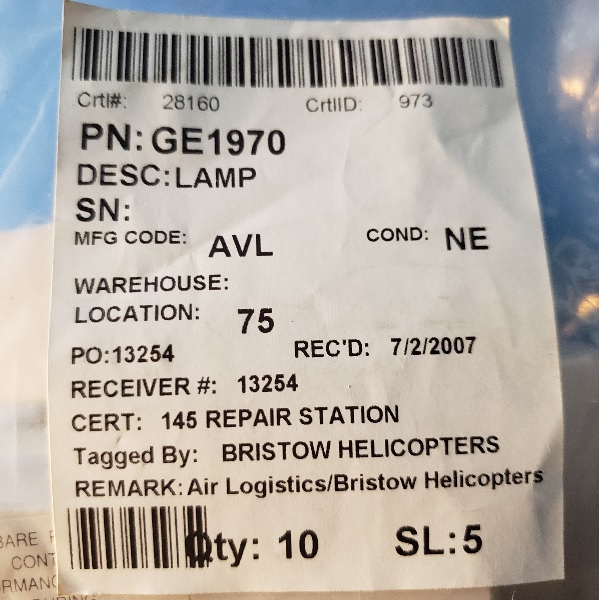 Crtl#: 28160 CrtlID: 973
PN: GE1970
DESC: LAMP
SN:
MFG CODE: AVL COND: NE
WAREHOUSE:
LOCATION: 75
PO:13254 REC'D: 7/2/2007
RECEIVER #: 13254
CERT: 145 REPAIR STATION
Tagged By: BRISTOW HELICOPTERS
REMARK: Air Logistics/Bristow Helicopters
Qty: 10 SL:5
CONT